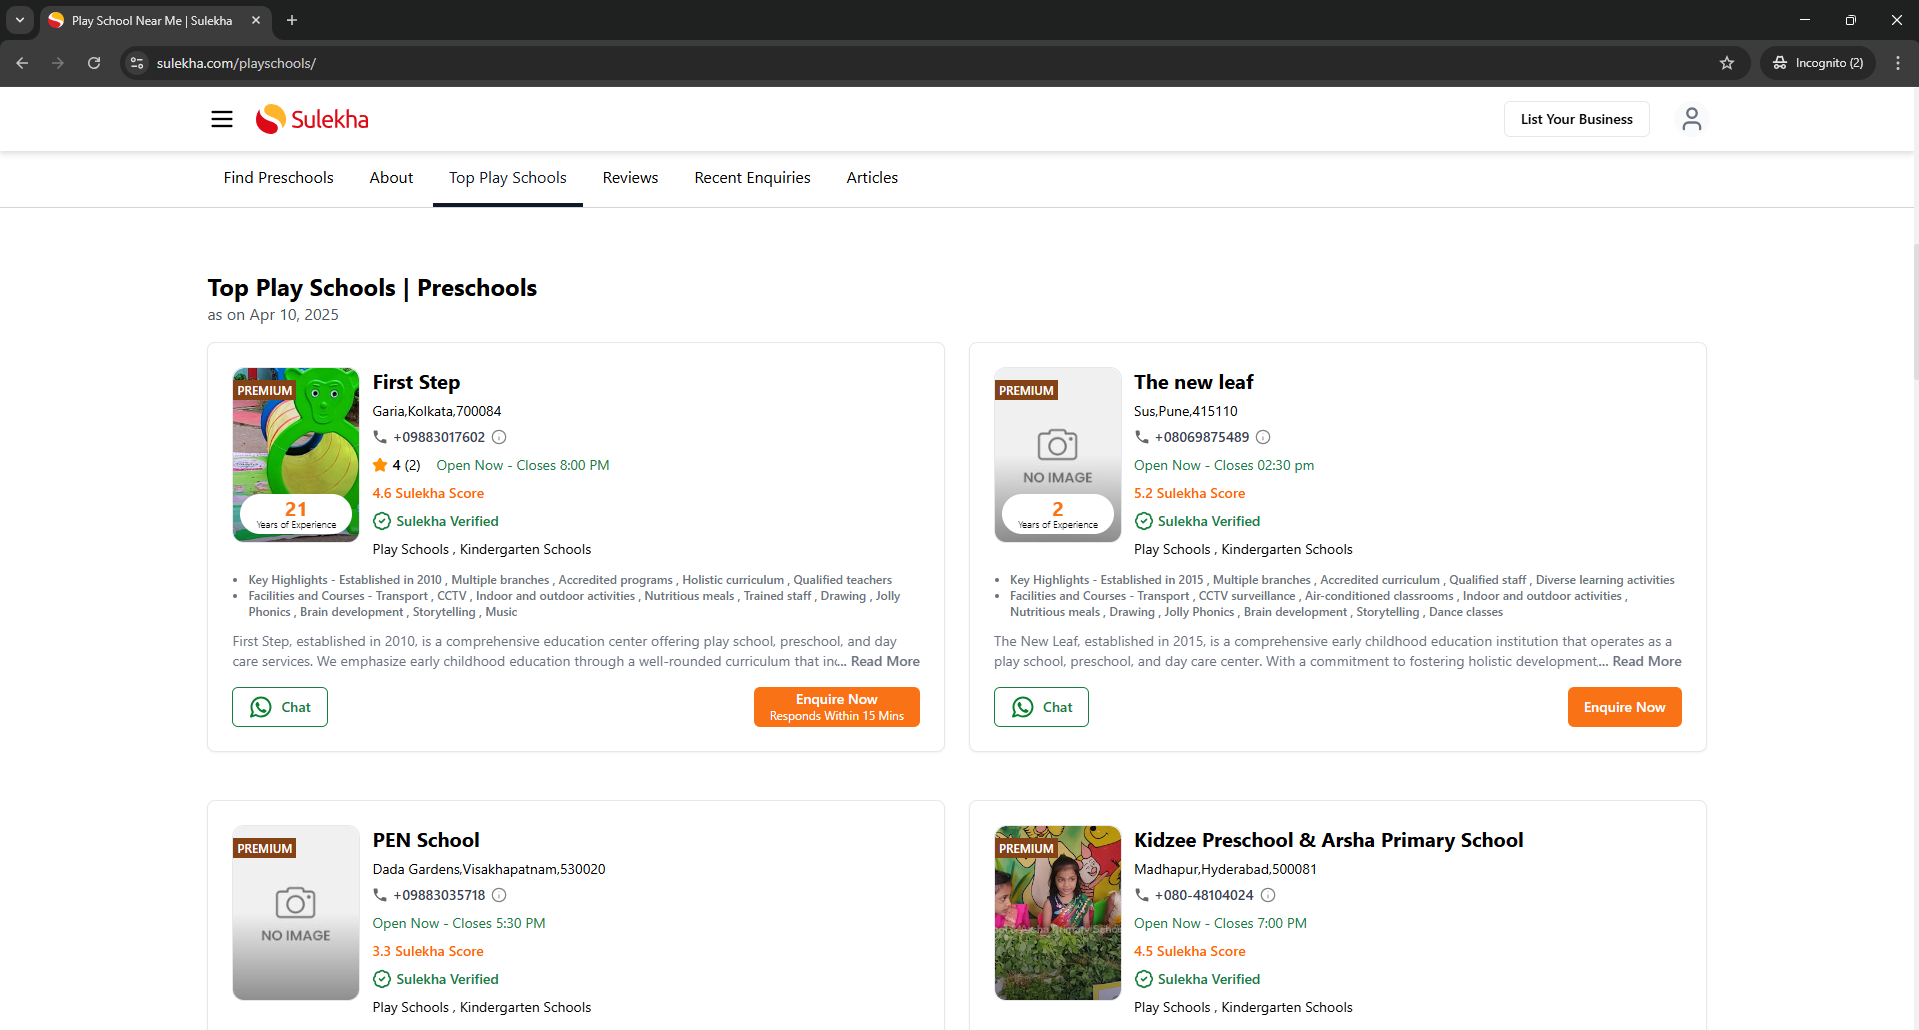 Play School Near Me | Sulekha
sulekha.com/playschools/
Incognito (2)
Sulekha
List Your Business
Find Preschools
About
Top Play Schools
Reviews
Recent Enquiries
Articles
Top Play Schools | Preschools
as on Apr 10, 2025
PREMIUM
21
Years of Experience
First Step
Garia,Kolkata,700084
+09883017602
4 (2) Open Now - Closes 8:00 PM
4.6 Sulekha Score
Sulekha Verified
Play Schools , Kindergarten Schools
• Key Highlights - Established in 2010 , Multiple branches , Accredited programs , Holistic curriculum , Qualified teachers
• Facilities and Courses - Transport , CCTV , Indoor and outdoor activities , Nutritious meals , Trained staff , Drawing , Jolly
Phonics , Brain development , Storytelling , Music
First Step, established in 2010, is a comprehensive education center offering play school, preschool, and day
care services. We emphasize early childhood education through a well-rounded curriculum that in... Read More
Chat
Enquire Now
Responds Within 15 Mins
PREMIUM
NO IMAGE
2
Years of Experience
The new leaf
Sus,Pune,415110
+08069875489
Open Now - Closes 02:30 pm
5.2 Sulekha Score
Sulekha Verified
Play Schools , Kindergarten Schools
• Key Highlights - Established in 2015 , Multiple branches , Accredited curriculum , Qualified staff , Diverse learning activities
• Facilities and Courses - Transport , CCTV surveillance , Air-conditioned classrooms , Indoor and outdoor activities ,
Nutritious meals , Drawing , Jolly Phonics , Brain development , Storytelling , Dance classes
The New Leaf, established in 2015, is a comprehensive early childhood education institution that operates as a
play school, preschool, and day care center. With a commitment to fostering holistic development,... Read More
Chat
Enquire Now
PREMIUM
NO IMAGE
PEN School
Dada Gardens,Visakhapatnam,530020
+09883035718
Open Now - Closes 5:30 PM
3.3 Sulekha Score
Sulekha Verified
Play Schools , Kindergarten Schools
PREMIUM
Kidzee Preschool & Arsha Primary School
Madhapur,Hyderabad,500081
+080-48104024
Open Now - Closes 7:00 PM
4.5 Sulekha Score
Sulekha Verified
Play Schools , Kindergarten Schools